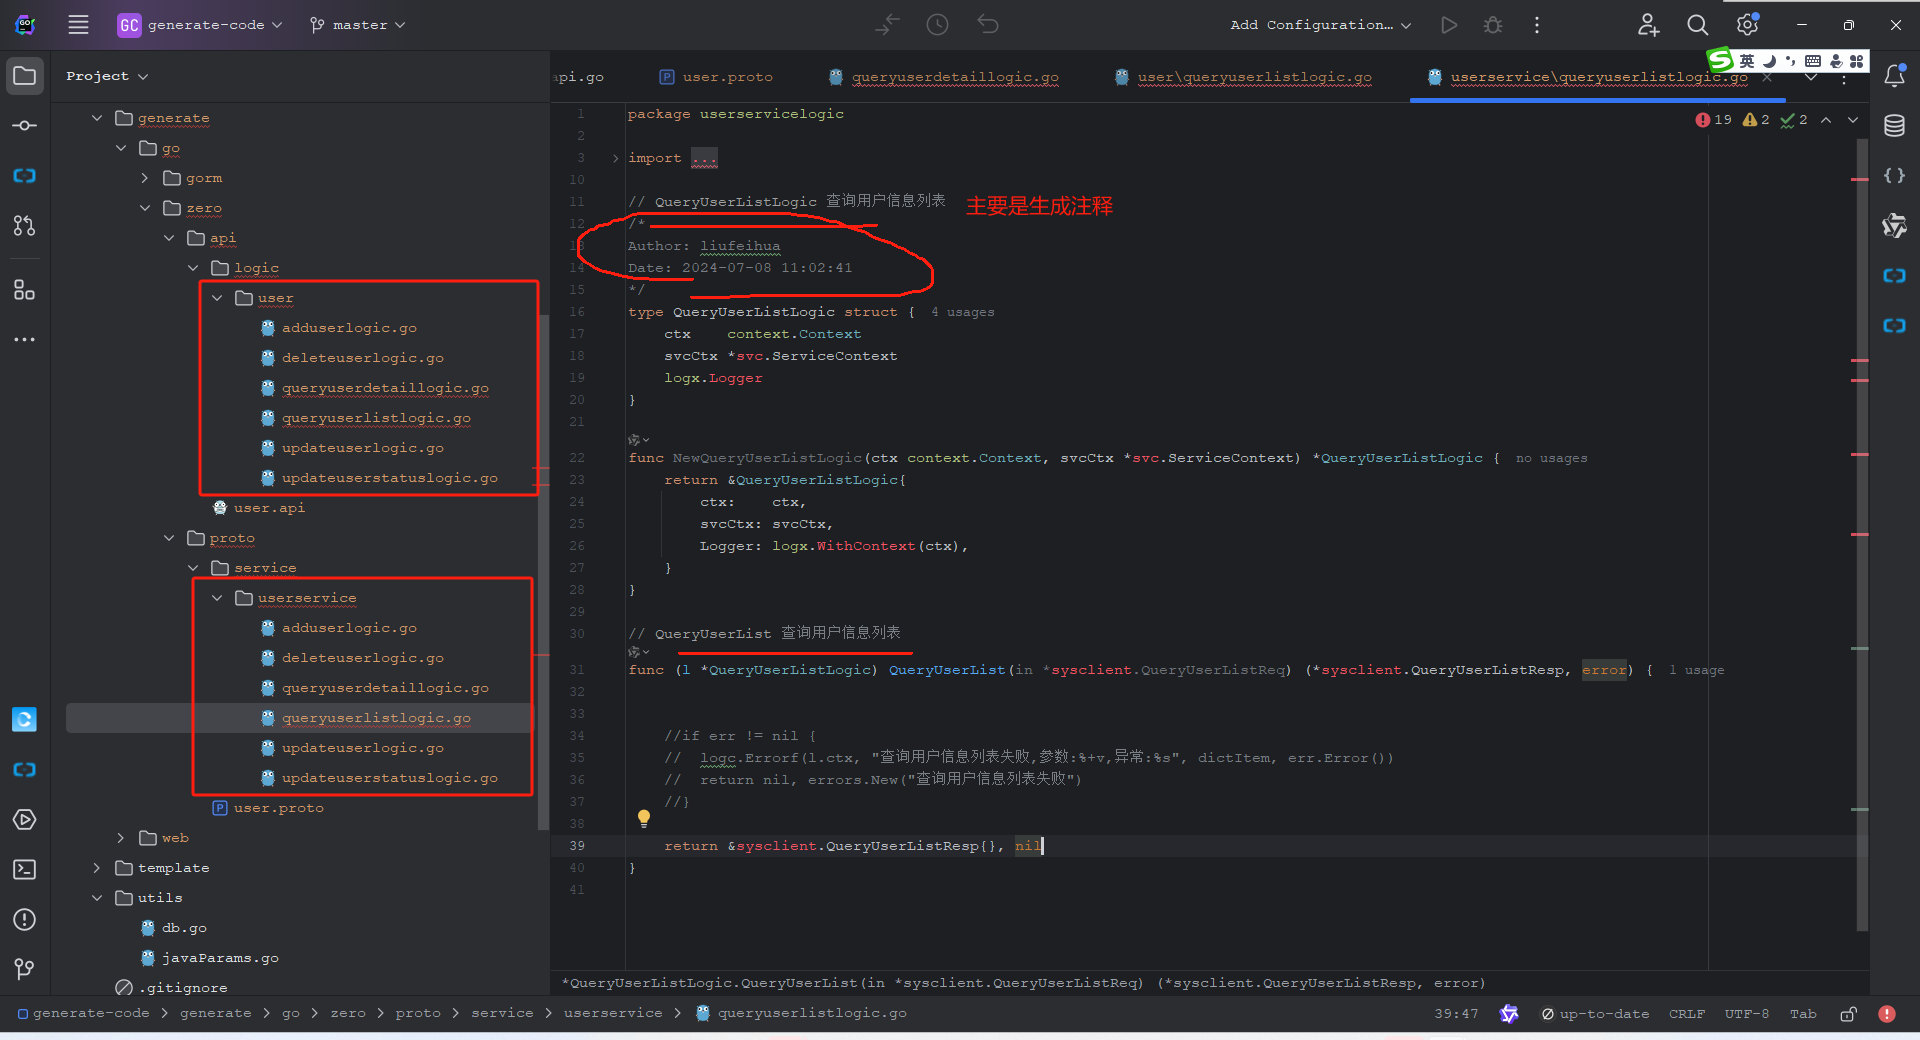 GC generate-code master
Add Configuration...
Project
generate
go
gorm
zero
api
logic
user
adduserlogic.go
deleteuserlogic.go
queryuserdetaillogic.go
queryuserlistlogic.go
updateuserlogic.go
updateuserstatuslogic.go
user.api
proto
service
userservice
adduserlogic.go
deleteuserlogic.go
queryuserdetaillogic.go
queryuserlistlogic.go
updateuserlogic.go
updateuserstatuslogic.go
user.proto
web
template
utils
db.go
javaParams.go
.gitignore
api.go user.proto queryuserdetaillogic.go user\queryuserlistlogic.go userservice\queryuserlistlogic.go
英
19 2 2
1 package userservicelogic
2
3 import ...
10
11 // QueryUserListLogic 查询用户信息列表 主要是生成注释
12 /*
13 Author: liufeihua
14 Date: 2024-07-08 11:02:41
15 */
16 type QueryUserListLogic struct { 4 usages
17 ctx context.Context
18 svcCtx *svc.ServiceContext
19 logx.Logger
20 }
21
22 func NewQueryUserListLogic(ctx context.Context, svcCtx *svc.ServiceContext) *QueryUserListLogic { no usages
23 return &QueryUserListLogic{
24 ctx: ctx,
25 svcCtx: svcCtx,
26 Logger: logx.WithContext(ctx),
27 }
28 }
29
30 // QueryUserList 查询用户信息列表
31 func (l *QueryUserListLogic) QueryUserList(in *sysclient.QueryUserListReq) (*sysclient.QueryUserListResp, error) { 1 usage
32
33
34 //if err != nil {
35 // logc.Errorf(l.ctx, "查询用户信息列表失败,参数:%+v,异常:%s", dictItem, err.Error())
36 // return nil, errors.New("查询用户信息列表失败")
37 //}
38
39 return &sysclient.QueryUserListResp{}, nil
40 }
41
*QueryUserListLogic.QueryUserList(in *sysclient.QueryUserListReq) (*sysclient.QueryUserListResp, error)
generate-code > generate > go > zero > proto > service > userservice > queryuserlistlogic.go
39:47 up-to-date CRLF UTF-8 Tab